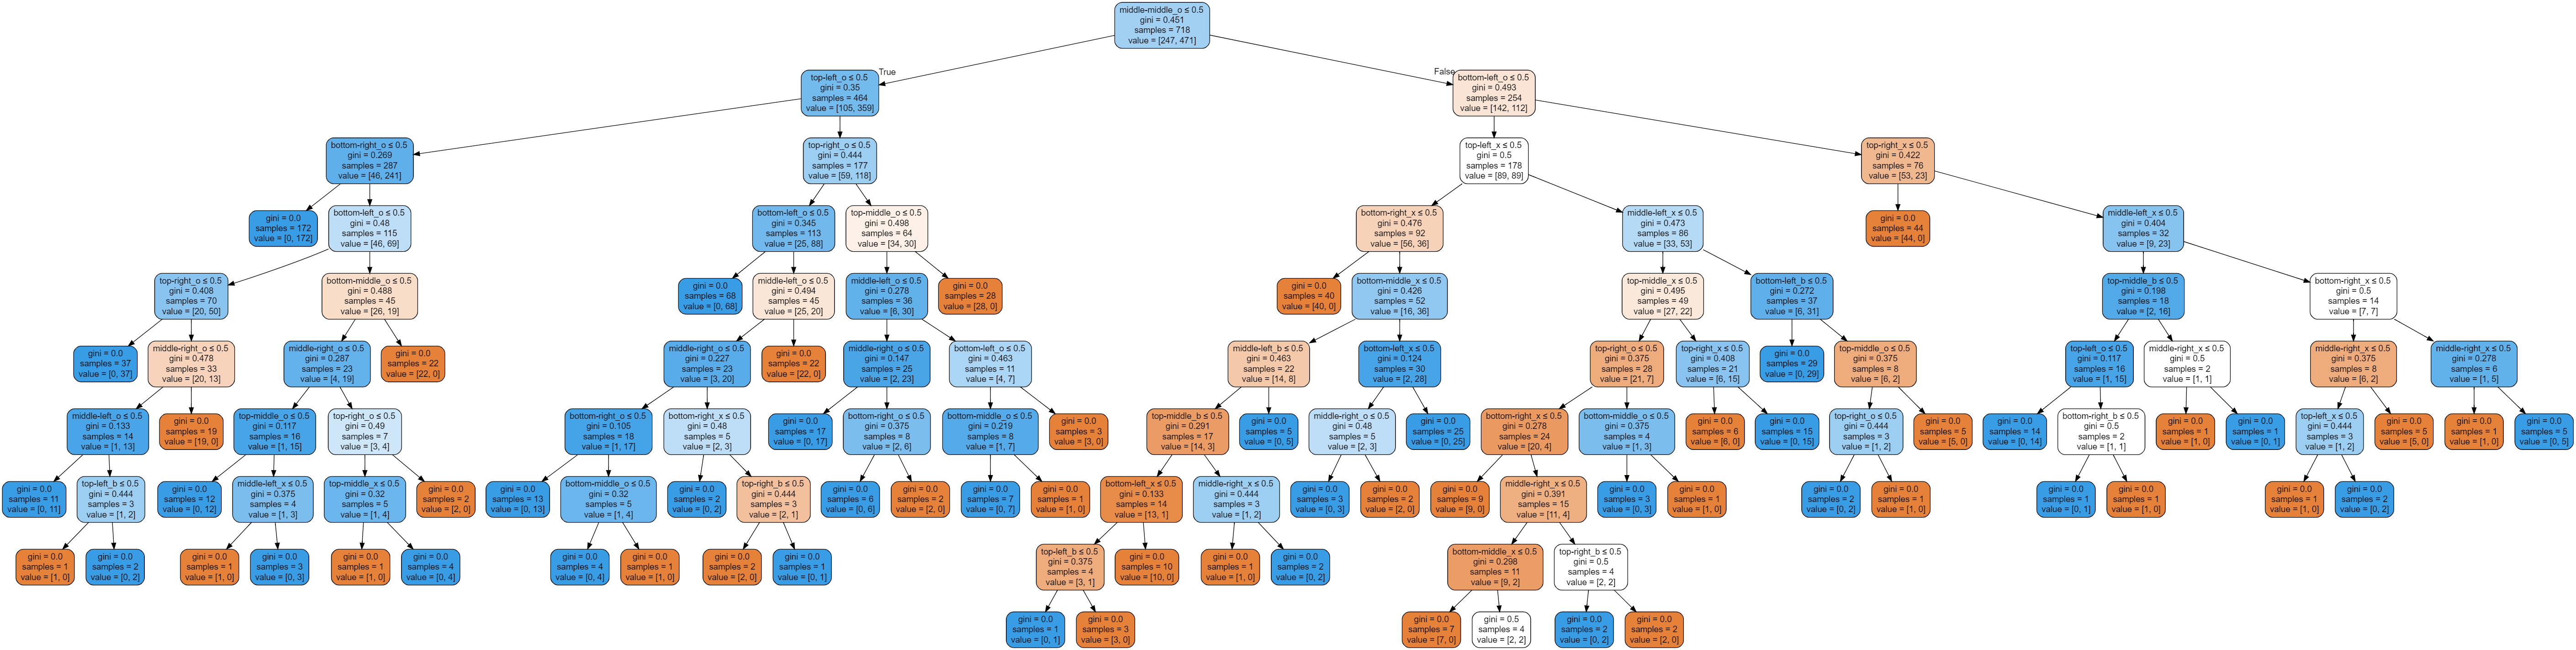 middle-middle_o ≤ 0.5
gini = 0.451
samples = 718
value = [247, 471]
True
False
top-left_o ≤ 0.5
gini = 0.35
samples = 464
value = [105, 359]
bottom-left_o ≤ 0.5
gini = 0.493
samples = 254
value = [142, 112]
bottom-right_o ≤ 0.5
gini = 0.269
samples = 287
value = [46, 241]
top-right_o ≤ 0.5
gini = 0.444
samples = 177
value = [59, 118]
top-left_x ≤ 0.5
gini = 0.5
samples = 178
value = [89, 89]
top-right_x ≤ 0.5
gini = 0.422
samples = 76
value = [53, 23]
gini = 0.0
samples = 172
value = [0, 172]
bottom-left_o ≤ 0.5
gini = 0.48
samples = 115
value = [46, 69]
bottom-left_o ≤ 0.5
gini = 0.345
samples = 113
value = [25, 88]
top-middle_o ≤ 0.5
gini = 0.498
samples = 64
value = [34, 30]
bottom-right_x ≤ 0.5
gini = 0.476
samples = 92
value = [56, 36]
middle-left_x ≤ 0.5
gini = 0.473
samples = 86
value = [33, 53]
gini = 0.0
samples = 44
value = [44, 0]
middle-left_x ≤ 0.5
gini = 0.404
samples = 32
value = [9, 23]
top-right_o ≤ 0.5
gini = 0.408
samples = 70
value = [20, 50]
bottom-middle_o ≤ 0.5
gini = 0.488
samples = 45
value = [26, 19]
gini = 0.0
samples = 68
value = [0, 68]
middle-left_o ≤ 0.5
gini = 0.494
samples = 45
value = [25, 20]
middle-left_o ≤ 0.5
gini = 0.278
samples = 36
value = [6, 30]
gini = 0.0
samples = 28
value = [28, 0]
gini = 0.0
samples = 40
value = [40, 0]
bottom-middle_x ≤ 0.5
gini = 0.426
samples = 52
value = [16, 36]
top-middle_x ≤ 0.5
gini = 0.495
samples = 49
value = [27, 22]
bottom-left_b ≤ 0.5
gini = 0.272
samples = 37
value = [6, 31]
top-middle_b ≤ 0.5
gini = 0.198
samples = 18
value = [2, 16]
bottom-right_x ≤ 0.5
gini = 0.5
samples = 14
value = [7, 7]
gini = 0.0
samples = 37
value = [0, 37]
middle-right_o ≤ 0.5
gini = 0.478
samples = 33
value = [20, 13]
middle-right_o ≤ 0.5
gini = 0.287
samples = 23
value = [4, 19]
gini = 0.0
samples = 22
value = [22, 0]
middle-right_o ≤ 0.5
gini = 0.227
samples = 23
value = [3, 20]
gini = 0.0
samples = 22
value = [22, 0]
middle-right_o ≤ 0.5
gini = 0.147
samples = 25
value = [2, 23]
bottom-left_o ≤ 0.5
gini = 0.463
samples = 11
value = [4, 7]
middle-left_b ≤ 0.5
gini = 0.463
samples = 22
value = [14, 8]
bottom-left_x ≤ 0.5
gini = 0.124
samples = 30
value = [2, 28]
top-right_o ≤ 0.5
gini = 0.375
samples = 28
value = [21, 7]
top-right_x ≤ 0.5
gini = 0.408
samples = 21
value = [6, 15]
gini = 0.0
samples = 29
value = [0, 29]
top-middle_o ≤ 0.5
gini = 0.375
samples = 8
value = [6, 2]
top-left_o ≤ 0.5
gini = 0.117
samples = 16
value = [1, 15]
middle-right_x ≤ 0.5
gini = 0.5
samples = 2
value = [1, 1]
middle-right_x ≤ 0.5
gini = 0.375
samples = 8
value = [6, 2]
middle-right_x ≤ 0.5
gini = 0.278
samples = 6
value = [1, 5]
middle-left_o ≤ 0.5
gini = 0.133
samples = 14
value = [1, 13]
gini = 0.0
samples = 19
value = [19, 0]
top-middle_o ≤ 0.5
gini = 0.117
samples = 16
value = [1, 15]
top-right_o ≤ 0.5
gini = 0.49
samples = 7
value = [3, 4]
bottom-right_o ≤ 0.5
gini = 0.105
samples = 18
value = [1, 17]
bottom-right_x ≤ 0.5
gini = 0.48
samples = 5
value = [2, 3]
gini = 0.0
samples = 17
value = [0, 17]
bottom-right_o ≤ 0.5
gini = 0.375
samples = 8
value = [2, 6]
bottom-middle_o ≤ 0.5
gini = 0.219
samples = 8
value = [1, 7]
gini = 0.0
samples = 3
value = [3, 0]
top-middle_b ≤ 0.5
gini = 0.291
samples = 17
value = [14, 3]
gini = 0.0
samples = 5
value = [0, 5]
middle-right_o ≤ 0.5
gini = 0.48
samples = 5
value = [2, 3]
gini = 0.0
samples = 25
value = [0, 25]
bottom-right_x ≤ 0.5
gini = 0.278
samples = 24
value = [20, 4]
bottom-middle_o ≤ 0.5
gini = 0.375
samples = 4
value = [1, 3]
gini = 0.0
samples = 6
value = [6, 0]
gini = 0.0
samples = 15
value = [0, 15]
top-right_o ≤ 0.5
gini = 0.444
samples = 3
value = [1, 2]
gini = 0.0
samples = 5
value = [5, 0]
gini = 0.0
samples = 14
value = [0, 14]
bottom-right_b ≤ 0.5
gini = 0.5
samples = 2
value = [1, 1]
gini = 0.0
samples = 1
value = [1, 0]
gini = 0.0
samples = 1
value = [0, 1]
top-left_x ≤ 0.5
gini = 0.444
samples = 3
value = [1, 2]
gini = 0.0
samples = 5
value = [5, 0]
gini = 0.0
samples = 1
value = [1, 0]
gini = 0.0
samples = 5
value = [0, 5]
gini = 0.0
samples = 11
value = [0, 11]
top-left_b ≤ 0.5
gini = 0.444
samples = 3
value = [1, 2]
gini = 0.0
samples = 12
value = [0, 12]
middle-left_x ≤ 0.5
gini = 0.375
samples = 4
value = [1, 3]
top-middle_x ≤ 0.5
gini = 0.32
samples = 5
value = [1, 4]
gini = 0.0
samples = 2
value = [2, 0]
gini = 0.0
samples = 13
value = [0, 13]
bottom-middle_o ≤ 0.5
gini = 0.32
samples = 5
value = [1, 4]
gini = 0.0
samples = 2
value = [0, 2]
top-right_b ≤ 0.5
gini = 0.444
samples = 3
value = [2, 1]
gini = 0.0
samples = 6
value = [0, 6]
gini = 0.0
samples = 2
value = [2, 0]
gini = 0.0
samples = 7
value = [0, 7]
gini = 0.0
samples = 1
value = [1, 0]
bottom-left_x ≤ 0.5
gini = 0.133
samples = 14
value = [13, 1]
middle-right_x ≤ 0.5
gini = 0.444
samples = 3
value = [1, 2]
gini = 0.0
samples = 3
value = [0, 3]
gini = 0.0
samples = 2
value = [2, 0]
gini = 0.0
samples = 9
value = [9, 0]
middle-right_x ≤ 0.5
gini = 0.391
samples = 15
value = [11, 4]
gini = 0.0
samples = 3
value = [0, 3]
gini = 0.0
samples = 1
value = [1, 0]
gini = 0.0
samples = 2
value = [0, 2]
gini = 0.0
samples = 1
value = [1, 0]
gini = 0.0
samples = 1
value = [0, 1]
gini = 0.0
samples = 1
value = [1, 0]
gini = 0.0
samples = 1
value = [1, 0]
gini = 0.0
samples = 2
value = [0, 2]
gini = 0.0
samples = 1
value = [1, 0]
gini = 0.0
samples = 2
value = [0, 2]
gini = 0.0
samples = 1
value = [1, 0]
gini = 0.0
samples = 3
value = [0, 3]
gini = 0.0
samples = 1
value = [1, 0]
gini = 0.0
samples = 4
value = [0, 4]
gini = 0.0
samples = 4
value = [0, 4]
gini = 0.0
samples = 1
value = [1, 0]
gini = 0.0
samples = 2
value = [2, 0]
gini = 0.0
samples = 1
value = [0, 1]
top-left_b ≤ 0.5
gini = 0.375
samples = 4
value = [3, 1]
gini = 0.0
samples = 10
value = [10, 0]
gini = 0.0
samples = 1
value = [1, 0]
gini = 0.0
samples = 2
value = [0, 2]
bottom-middle_x ≤ 0.5
gini = 0.298
samples = 11
value = [9, 2]
top-right_b ≤ 0.5
gini = 0.5
samples = 4
value = [2, 2]
gini = 0.0
samples = 1
value = [0, 1]
gini = 0.0
samples = 3
value = [3, 0]
gini = 0.0
samples = 7
value = [7, 0]
gini = 0.5
samples = 4
value = [2, 2]
gini = 0.0
samples = 2
value = [0, 2]
gini = 0.0
samples = 2
value = [2, 0]